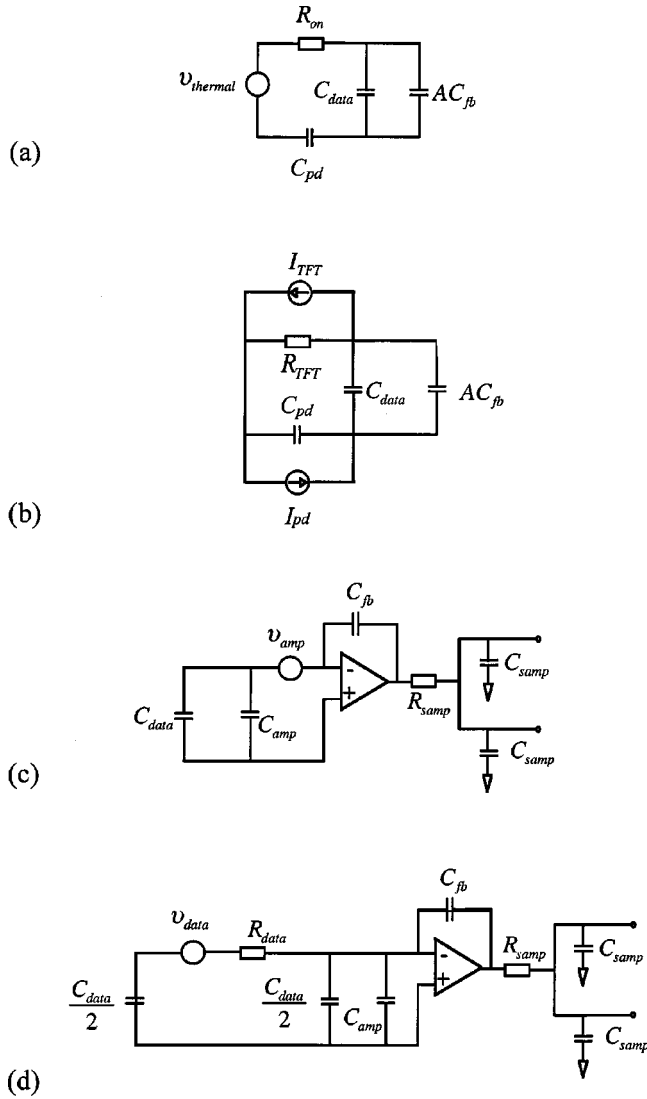 R_on
υ_thermal
C_data
AC_fb
(a)
C_pd
I_TFT
R_TFT
C_data
AC_fb
C_pd
(b)
I_pd
C_fb
υ_amp
-
+
C_samp
R_samp
C_data
C_amp
C_samp
(c)
C_fb
υ_data
R_data
R_samp
-
+
C_samp
C_data/2
C_data/2
C_amp
C_samp
(d)